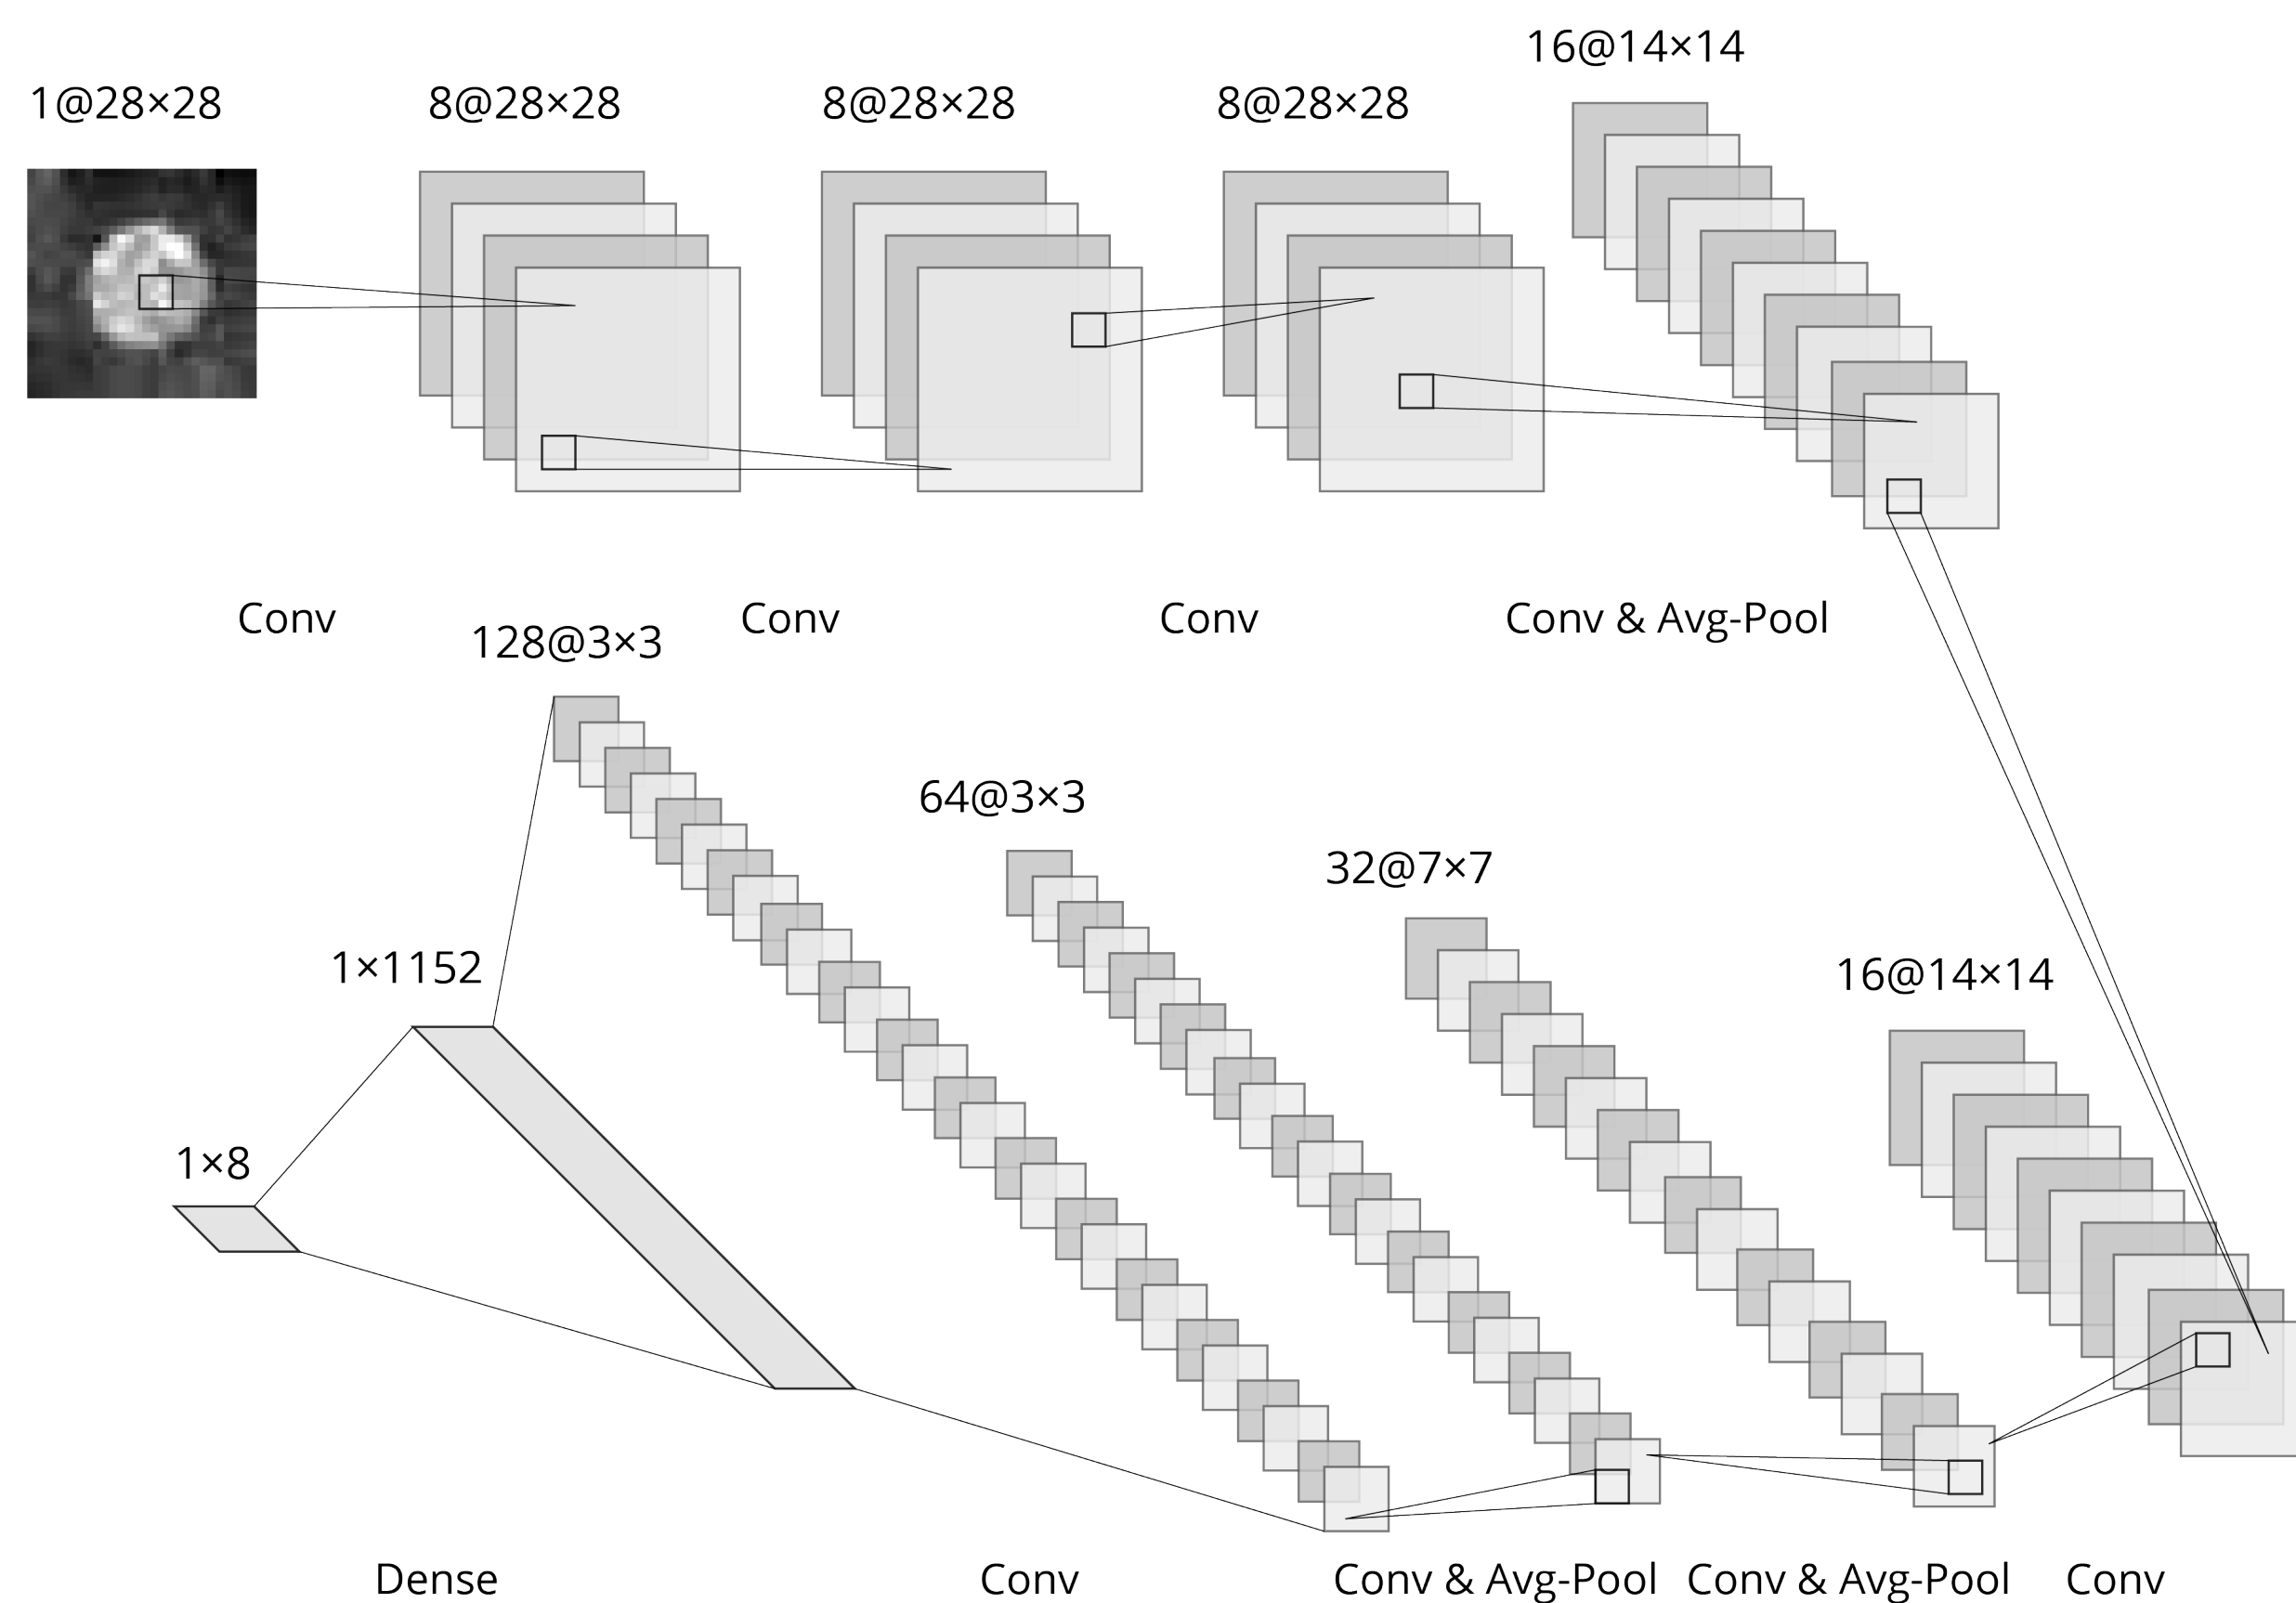 16@14×14
1@28×28
8@28×28
8@28×28
8@28×28
Conv
Conv
Conv
Conv & Avg-Pool
128@3×3
64@3×3
32@7×7
16@14×14
1×1152
1×8
Dense
Conv
Conv & Avg-Pool
Conv & Avg-Pool
Conv